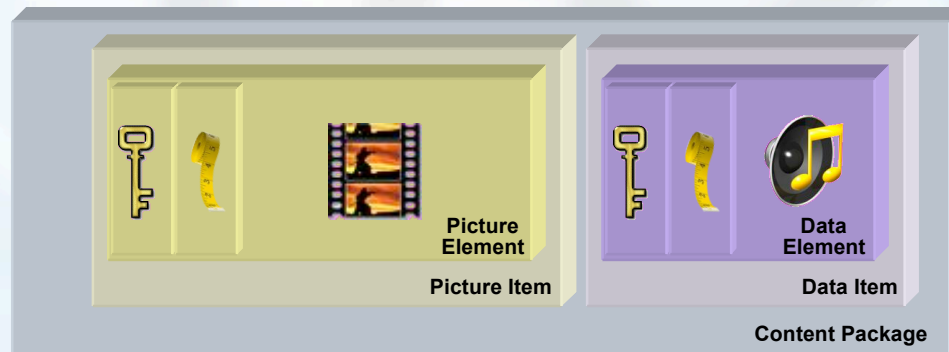 Picture
Element
Data
Element
Picture Item
Data Item
Content Package